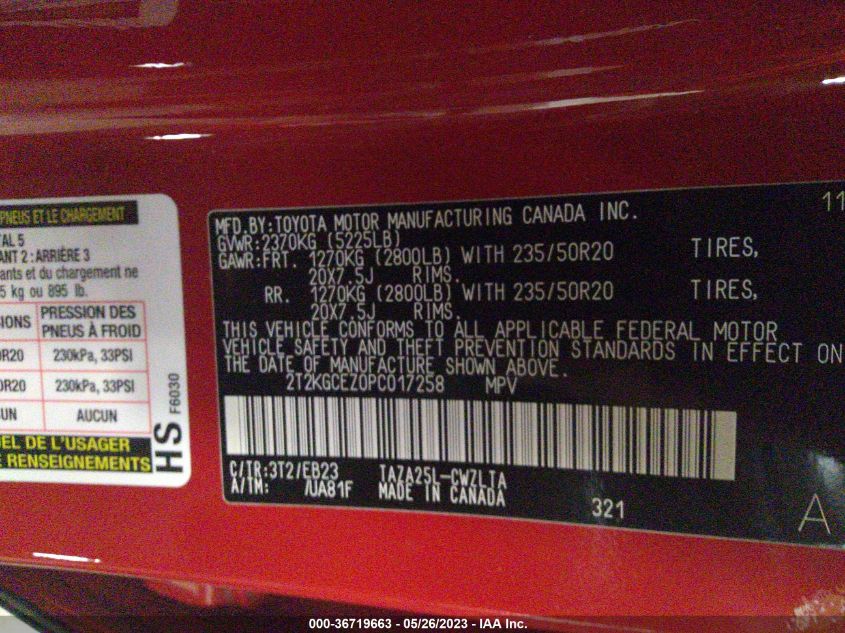 PNEUS ET LE CHARGEMENT
TAL 5
ANT 2 : ARRIÈRE 3
ants et du chargement ne
5 kg ou 895 lb.
IONS PRESSION DES PNEUS À FROID
0R20 230kPa, 33PSI
0R20 230kPa, 33PSI
UN AUCUN
EL DE L'USAGER
E RENSEIGNEMENTS
HS F6030
11
MFD.BY:TOYOTA MOTOR MANUFACTURING CANADA INC.
GVWR:2370KG (5225LB)
GAWR:FRT. 1270KG (2800LB) WITH 235/50R20 TIRES,
20X7.5J RIMS.
RR. 1270KG (2800LB) WITH 235/50R20 TIRES,
20X7.5J RIMS.
THIS VEHICLE CONFORMS TO ALL APPLICABLE FEDERAL MOTOR
VEHICLE SAFETY AND THEFT PREVENTION STANDARDS IN EFFECT ON
THE DATE OF MANUFACTURE SHOWN ABOVE.
2T2KGCEZ0PC017258 MPV
C/TR:3T2/EB23 TAZA25L-CWZLTA
A/TM: /UA81F MADE IN CANADA
321
A
000-36719663 - 05/26/2023 - IAA Inc.